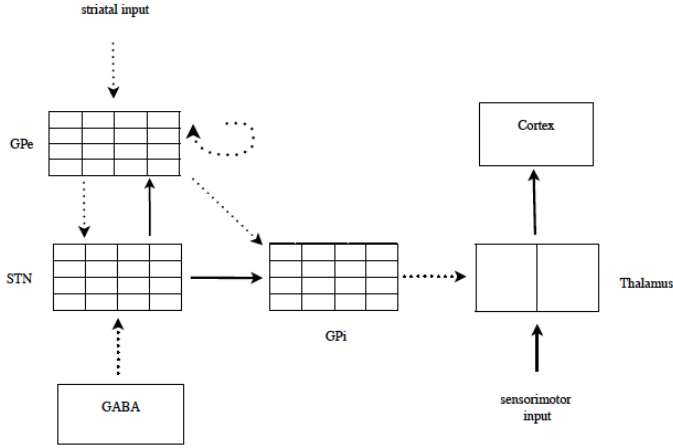 striatal input
Cortex
GPe
STN
Thalamus
GPi
GABA
sensorimotor
input